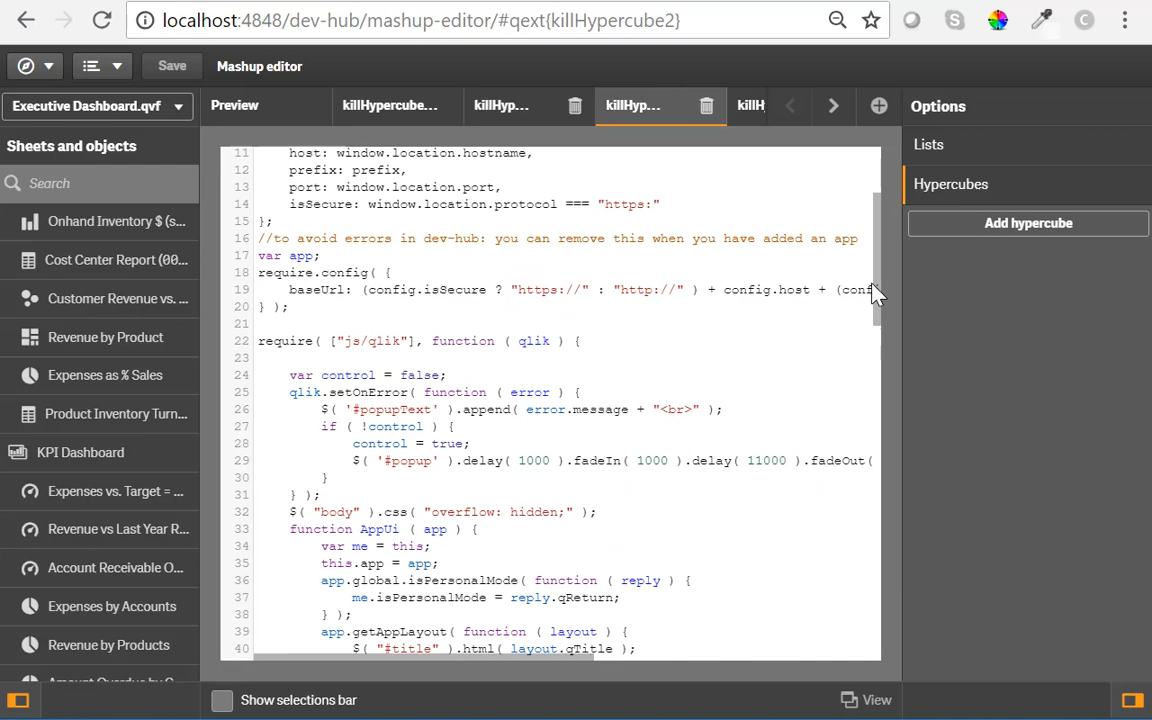 localhost:4848/dev-hub/mashup-editor/#qext{killHypercube2}
Save
Mashup editor
Executive Dashboard.qvf
Preview
killHypercube...
killHyp...
killHyp...
killH
Options
Sheets and objects
Search
Onhand Inventory $ (s...
Cost Center Report (00...
Customer Revenue vs. ...
Revenue by Product
Expenses as % Sales
Product Inventory Turn...
KPI Dashboard
Expenses vs. Target = ...
Revenue vs Last Year R...
Account Receivable O...
Expenses by Accounts
Revenue by Products
11 host: window.location.hostname,
12 prefix: prefix,
13 port: window.location.port,
14 isSecure: window.location.protocol === "https:"
15 };
16 //to avoid errors in dev-hub: you can remove this when you have added an app
17 var app;
18 require.config( {
19 baseUrl: (config.isSecure ? "https://" : "http://" ) + config.host + (conf
20 } );
21
22 require( ["js/qlik"], function ( qlik ) {
23
24 var control = false;
25 qlik.setOnError( function ( error ) {
26 $( '#popupText' ).append( error.message + "<br>" );
27 if ( !control ) {
28 control = true;
29 $( '#popup' ).delay( 1000 ).fadeIn( 1000 ).delay( 11000 ).fadeOut(
30 }
31 } );
32 $( "body" ).css( "overflow: hidden;" );
33 function AppUi ( app ) {
34 var me = this;
35 this.app = app;
36 app.global.isPersonalMode( function ( reply ) {
37 me.isPersonalMode = reply.qReturn;
38 } );
39 app.getAppLayout( function ( layout ) {
40 $( "#title" ).html( layout.qTitle );
Lists
Hypercubes
Add hypercube
Show selections bar
View